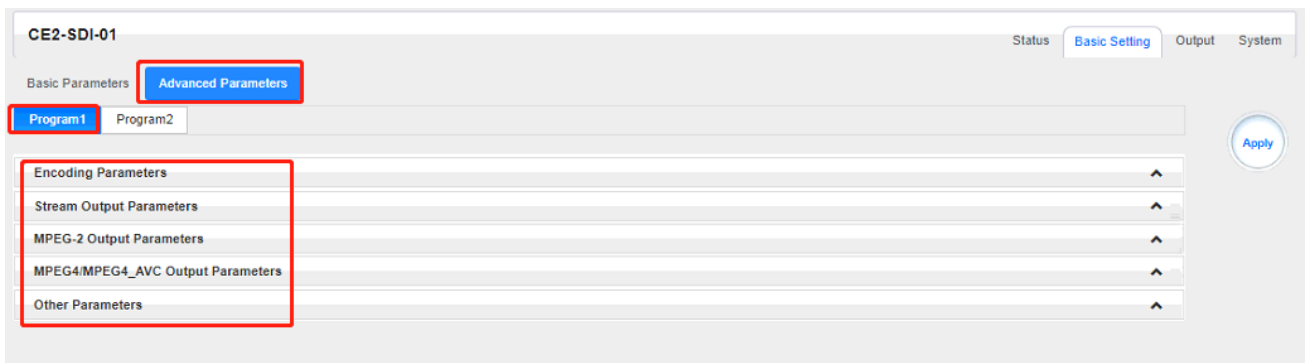 CE2-SDI-01
Status Basic Setting Output System
Basic Parameters Advanced Parameters
Program1 Program2
Apply
Encoding Parameters
Stream Output Parameters
MPEG-2 Output Parameters
MPEG4/MPEG4_AVC Output Parameters
Other Parameters